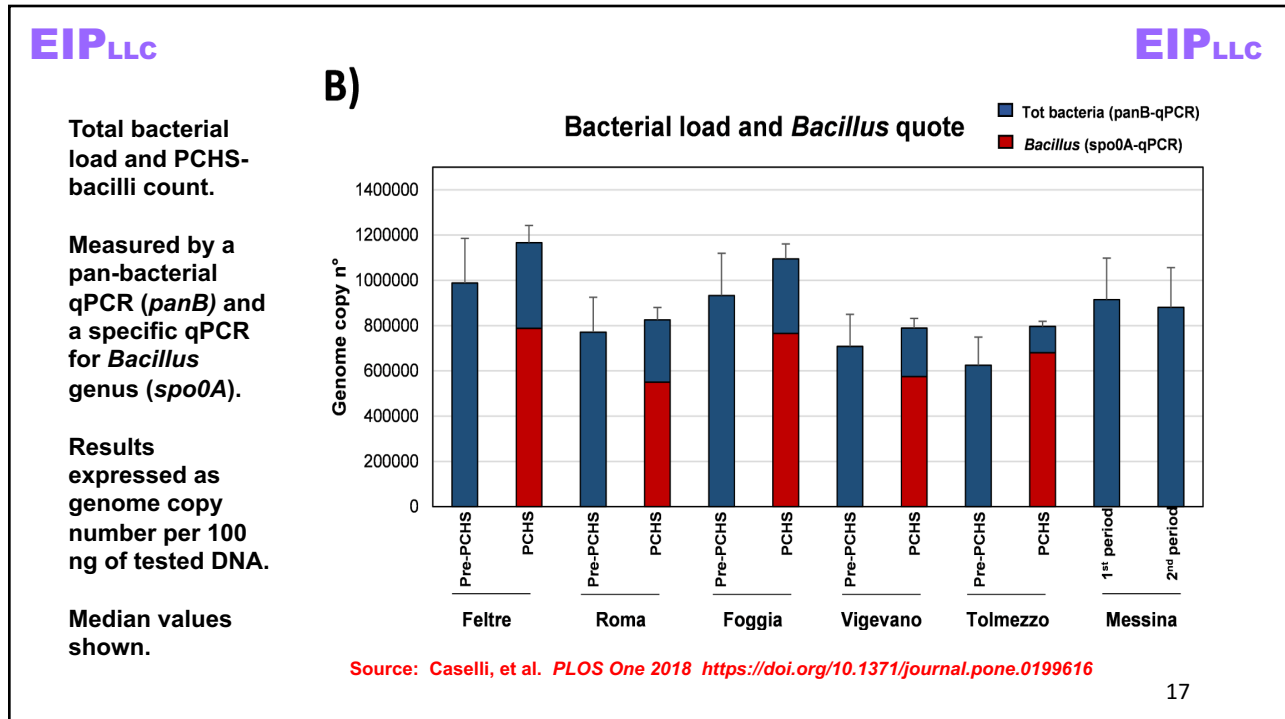 EIPLLC
EIPLLC
Total bacterial
load and PCHS-
bacilli count.
Measured by a
pan-bacterial
qPCR (panB) and
a specific qPCR
for Bacillus
genus (spo0A).
Results
expressed as
genome copy
number per 100
ng of tested DNA.
Median values
shown.
B)
Bacterial load and Bacillus quote
Tot bacteria (panB-qPCR)
Bacillus (spo0A-qPCR)
Genome copy n°
1400000
1200000
1000000
800000
600000
400000
200000
0
Pre-PCHS
PCHS
Pre-PCHS
PCHS
Pre-PCHS
PCHS
Pre-PCHS
PCHS
Pre-PCHS
PCHS
1st period
2nd period
Feltre
Roma
Foggia
Vigevano
Tolmezzo
Messina
Source: Caselli, et al. PLOS One 2018 https://doi.org/10.1371/journal.pone.0199616
17